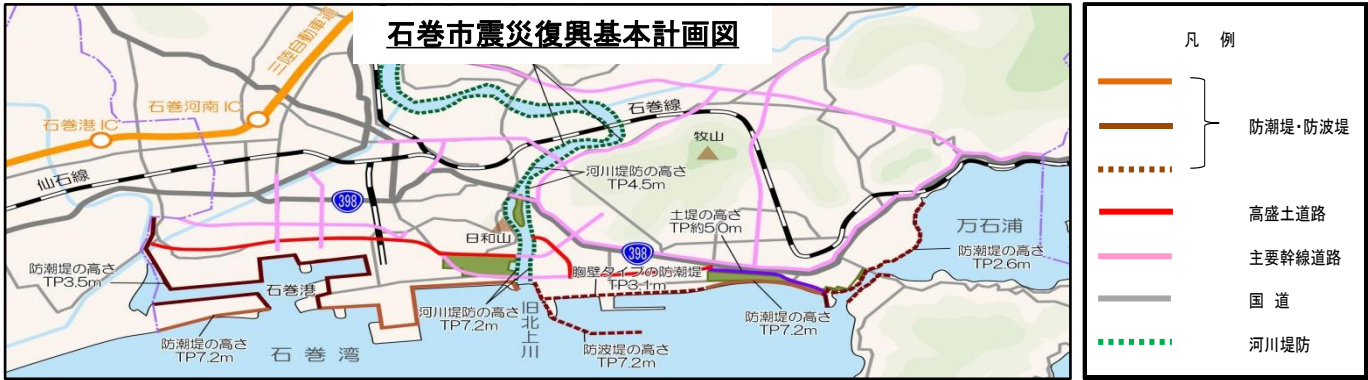 石巻市震災復興基本計画図
三陸自動車道
石巻河南IC
石巻港IC
仙石線
石巻線
牧山
398
河川堤防の高さ
TP4.5m
日和山
土堤の高さ
TP約5.0m
398
万石浦
防潮堤の高さ
TP2.6m
防潮堤の高さ
TP3.5m
石巻港
胸壁タイプの防潮堤
TP3.1m
河川堤防の高さ
TP7.2m
旧北上川
防潮堤の高さ
TP7.2m
防潮堤の高さ
TP7.2m
石巻湾
防波堤の高さ
TP7.2m
凡 例
防潮堤・防波堤
高盛土道路
主要幹線道路
国 道
河川堤防